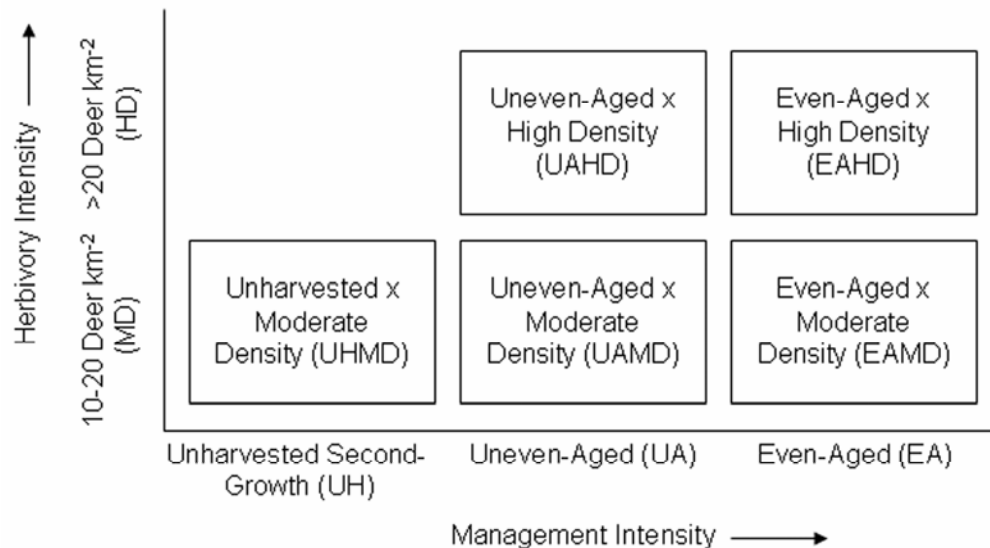 Herbivory Intensity
>20 Deer km-2
(HD)
10-20 Deer km-2
(MD)
Uneven-Aged x
High Density
(UAHD)
Even-Aged x
High Density
(EAHD)
Unharvested x
Moderate
Density (UHMD)
Uneven-Aged x
Moderate
Density (UAMD)
Even-Aged x
Moderate
Density (EAMD)
Unharvested Second-
Growth (UH)
Uneven-Aged (UA)
Even-Aged (EA)
Management Intensity